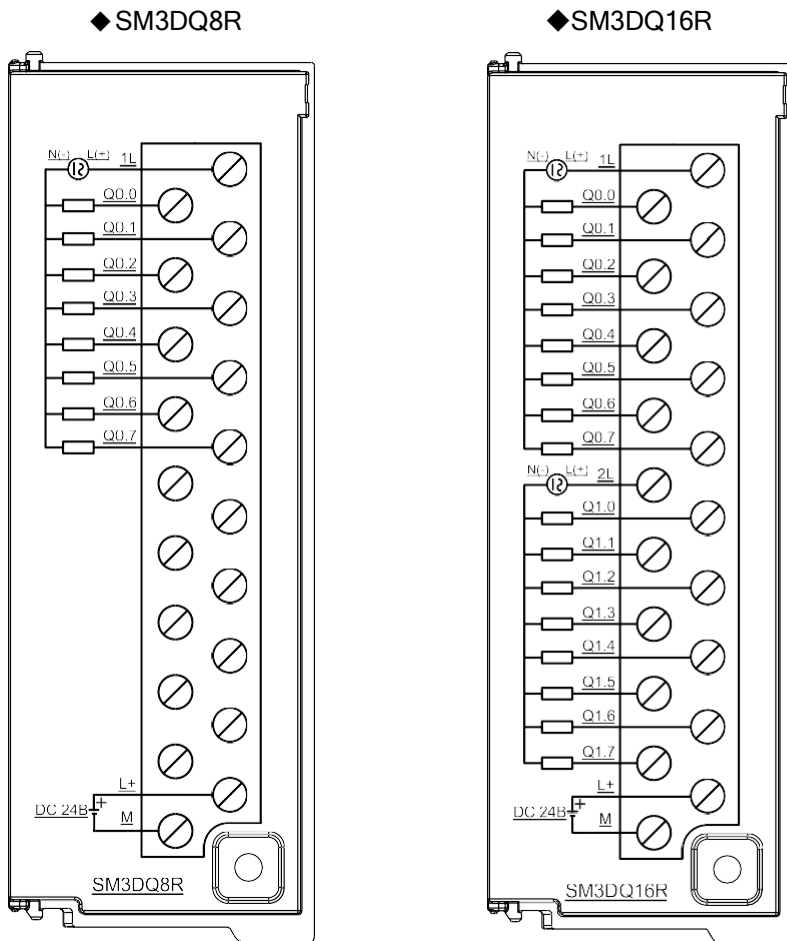 ◆ SM3DQ8R
N(-) L(+) 1L
Q0.0
Q0.1
Q0.2
Q0.3
Q0.4
Q0.5
Q0.6
Q0.7
L+
+
DC 24В
M
SM3DQ8R
◆SM3DQ16R
N(-) L(+) 1L
Q0.0
Q0.1
Q0.2
Q0.3
Q0.4
Q0.5
Q0.6
Q0.7
N(-) L(+) 2L
Q1.0
Q1.1
Q1.2
Q1.3
Q1.4
Q1.5
Q1.6
Q1.7
L+
+
DC 24В
M
SM3DQ16R